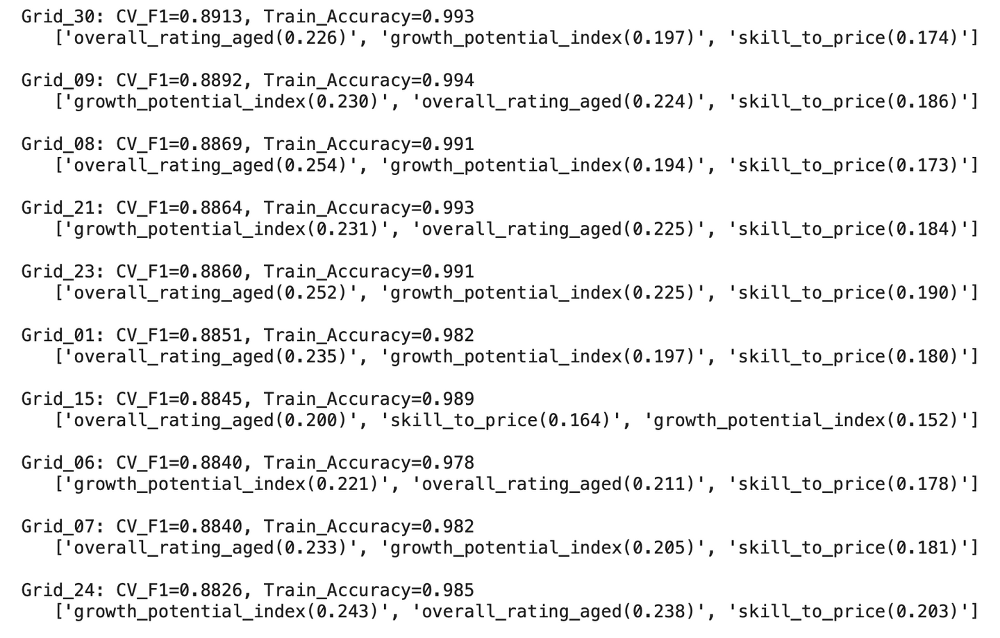 Grid_30: CV_F1=0.8913, Train_Accuracy=0.993
['overall_rating_aged(0.226)', 'growth_potential_index(0.197)', 'skill_to_price(0.174)']
Grid_09: CV_F1=0.8892, Train_Accuracy=0.994
['growth_potential_index(0.230)', 'overall_rating_aged(0.224)', 'skill_to_price(0.186)']
Grid_08: CV_F1=0.8869, Train_Accuracy=0.991
['overall_rating_aged(0.254)', 'growth_potential_index(0.194)', 'skill_to_price(0.173)']
Grid_21: CV_F1=0.8864, Train_Accuracy=0.993
['growth_potential_index(0.231)', 'overall_rating_aged(0.225)', 'skill_to_price(0.184)']
Grid_23: CV_F1=0.8860, Train_Accuracy=0.991
['overall_rating_aged(0.252)', 'growth_potential_index(0.225)', 'skill_to_price(0.190)']
Grid_01: CV_F1=0.8851, Train_Accuracy=0.982
['overall_rating_aged(0.235)', 'growth_potential_index(0.197)', 'skill_to_price(0.180)']
Grid_15: CV_F1=0.8845, Train_Accuracy=0.989
['overall_rating_aged(0.200)', 'skill_to_price(0.164)', 'growth_potential_index(0.152)']
Grid_06: CV_F1=0.8840, Train_Accuracy=0.978
['growth_potential_index(0.221)', 'overall_rating_aged(0.211)', 'skill_to_price(0.178)']
Grid_07: CV_F1=0.8840, Train_Accuracy=0.982
['overall_rating_aged(0.233)', 'growth_potential_index(0.205)', 'skill_to_price(0.181)']
Grid_24: CV_F1=0.8826, Train_Accuracy=0.985
['growth_potential_index(0.243)', 'overall_rating_aged(0.238)', 'skill_to_price(0.203)']